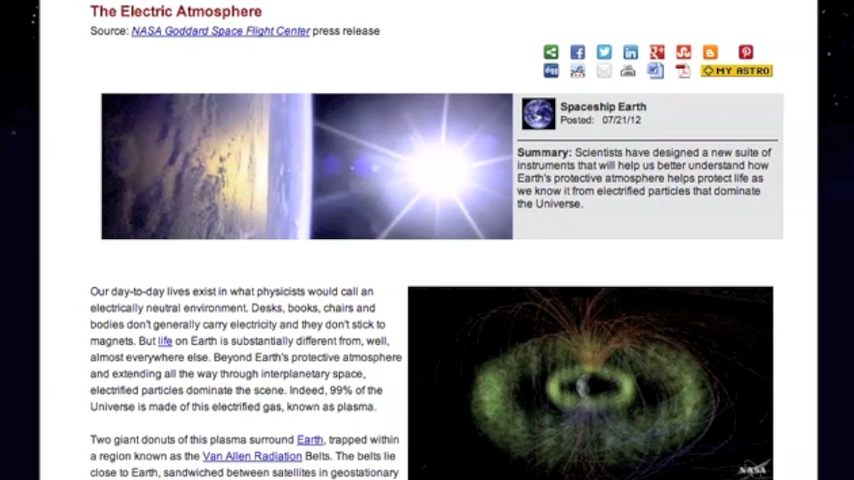 The Electric Atmosphere
Source: NASA Goddard Space Flight Center press release
digg
MY ASTRO
Spaceship Earth
Posted: 07/21/12
Summary: Scientists have designed a new suite of
instruments that will help us better understand how
Earth's protective atmosphere helps protect life as
we know it from electrified particles that dominate
the Universe.
Our day-to-day lives exist in what physicists would call an
electrically neutral environment. Desks, books, chairs and
bodies don't generally carry electricity and they don't stick to
magnets. But life on Earth is substantially different from, well,
almost everywhere else. Beyond Earth's protective atmosphere
and extending all the way through interplanetary space,
electrified particles dominate the scene. Indeed, 99% of the
Universe is made of this electrified gas, known as plasma.
Two giant donuts of this plasma surround Earth, trapped within
a region known as the Van Allen Radiation Belts. The belts lie
close to Earth, sandwiched between satellites in geostationary
NASA